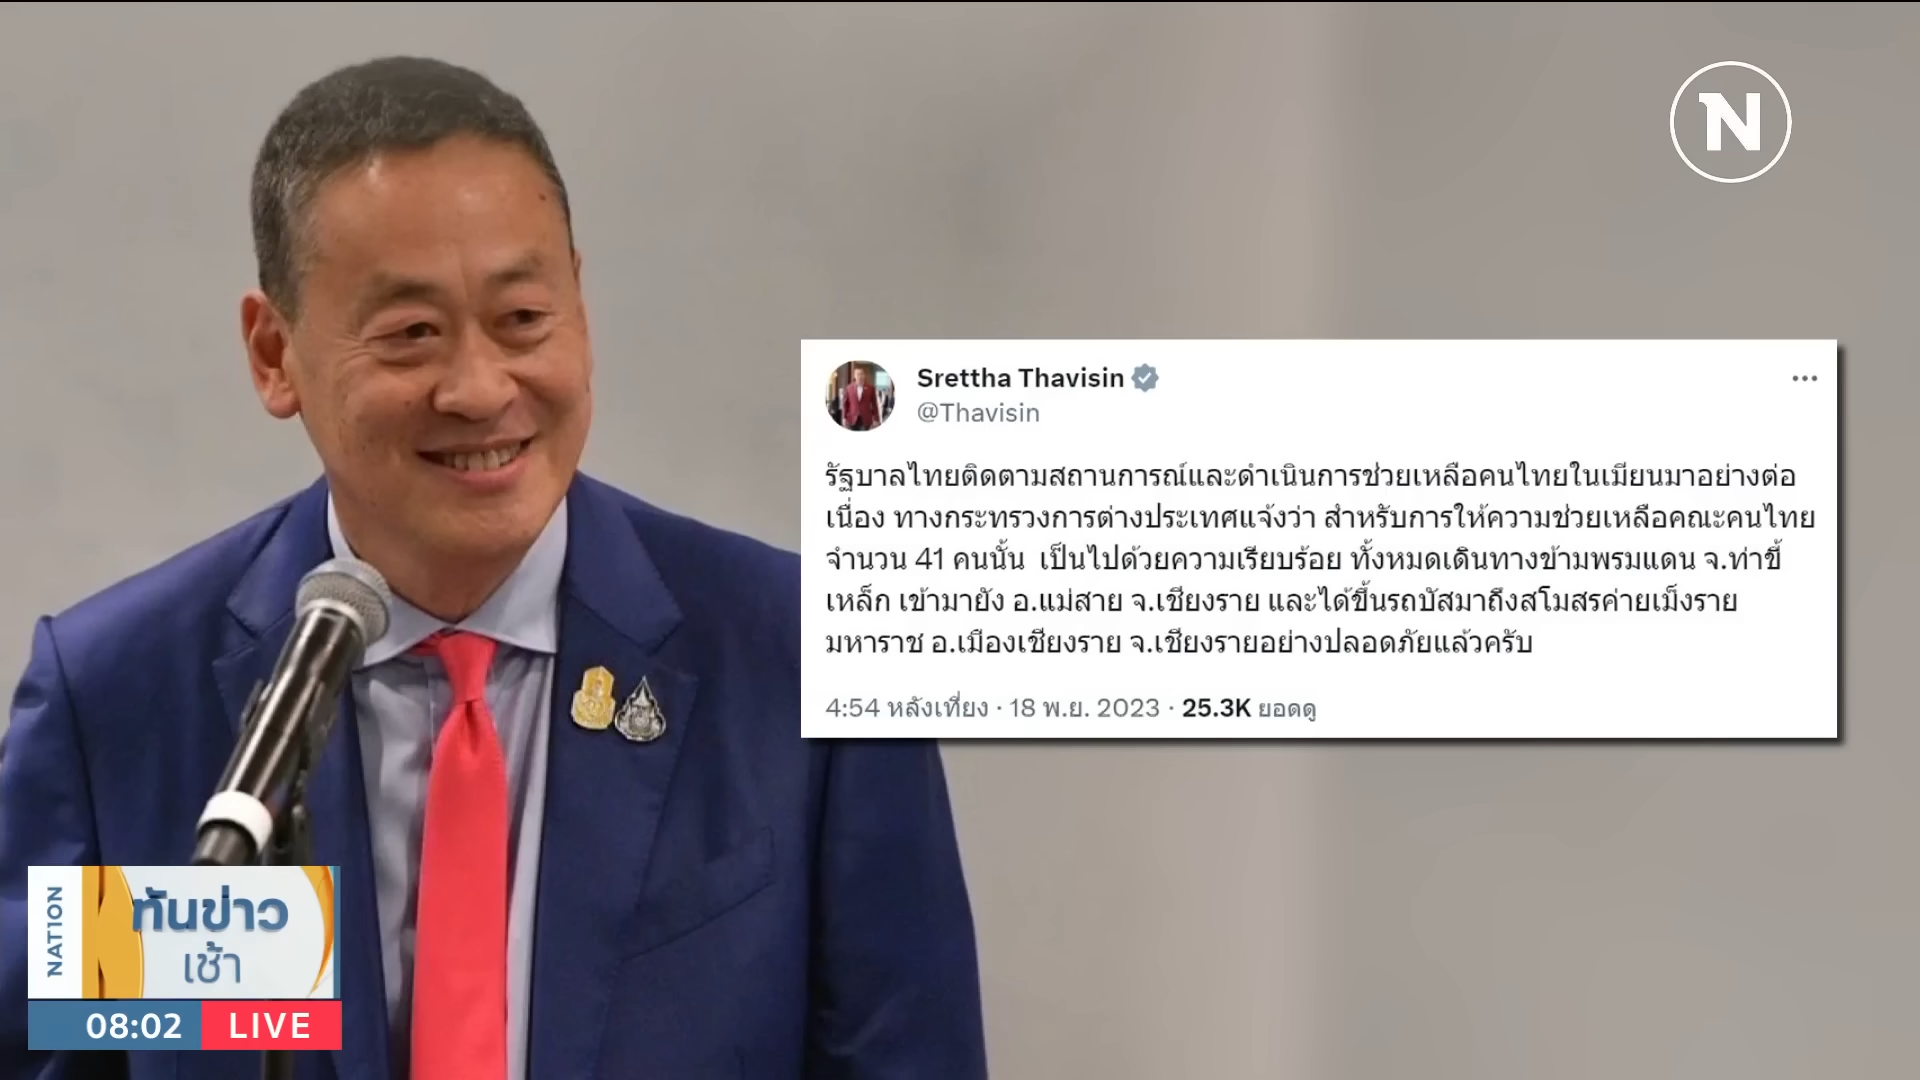 N
Srettha Thavisin
@Thavisin
รัฐบาลไทยติดตามสถานการณ์และดำเนินการช่วยเหลือคนไทยในเมียนมาอย่างต่อ
เนื่อง ทางกระทรวงการต่างประเทศแจ้งว่า สำหรับการให้ความช่วยเหลือคณะคนไทย
จำนวน 41 คนนั้น เป็นไปด้วยความเรียบร้อย ทั้งหมดเดินทางข้ามพรมแดน จ.ท่าขี้
เหล็ก เข้ามายัง อ.แม่สาย จ.เชียงราย และได้ขึ้นรถบัสมาถึงสโมสรค่ายเม็งราย
มหาราช อ.เมืองเชียงราย จ.เชียงรายอย่างปลอดภัยแล้วครับ
4:54 หลังเที่ยง · 18 พ.ย. 2023 · 25.3K ยอดดู
NATION
ทันข่าว
เช้า
08:02 LIVE